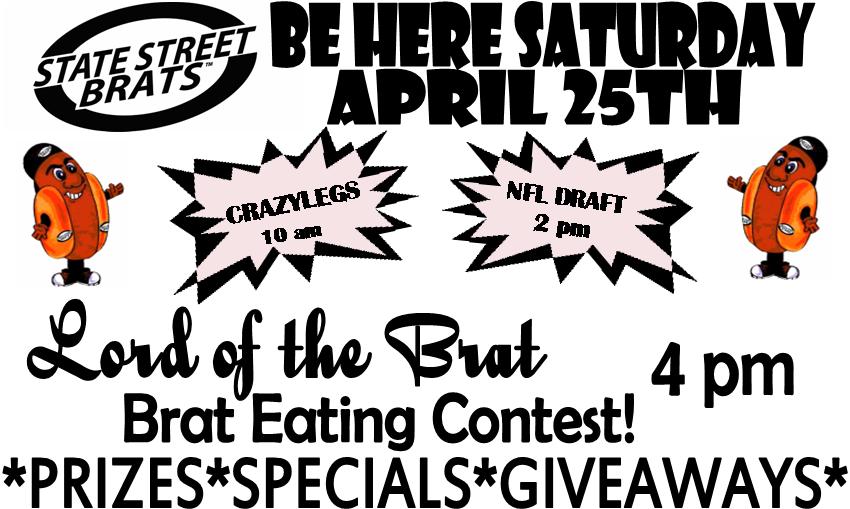 STATE STREET
BRATS™
BE HERE SATURDAY
APRIL 25TH
CRAZYLEGS
10 am
NFL DRAFT
2 pm
Lord of the Brat
4 pm
Brat Eating Contest!
*PRIZES*SPECIALS*GIVEAWAYS*